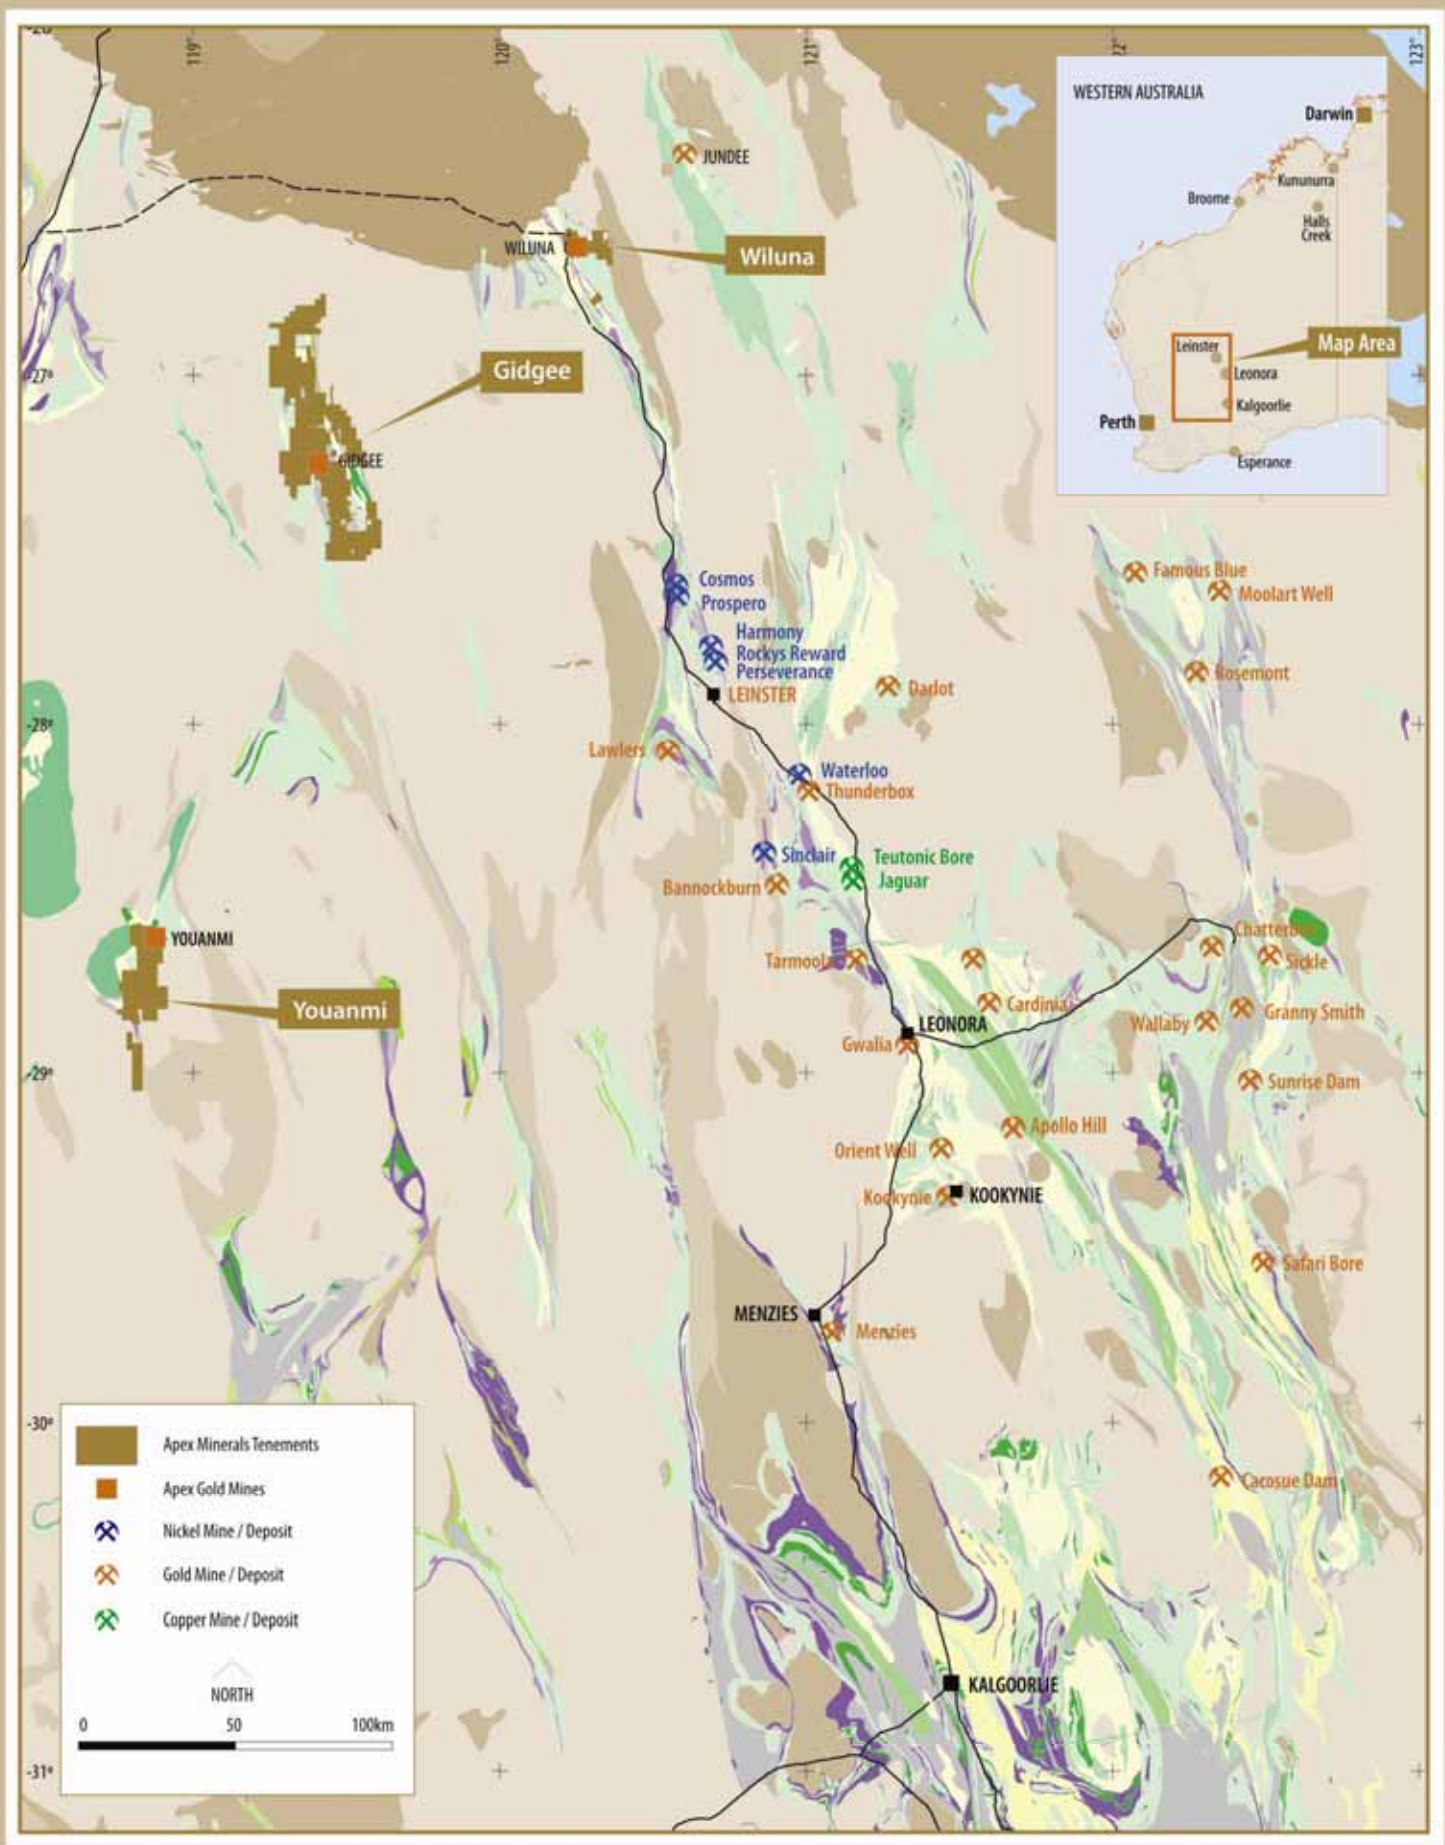 119°
120°
121°
123°
WESTERN AUSTRALIA
Darwin
Kununurra
Broome
Halls
Creek
Leinster
Map Area
Leonora
Kalgoorlie
Perth
Esperance
JUNDEE
WILUNA
Wiluna
Gidgee
GIDGEE
-27°
Cosmos
Prospero
Harmony
Rockys Reward
Perseverance
LEINSTER
Famous Blue
Moolart Well
Rosemont
Darlot
-28°
Lawlers
Waterloo
Thunderbox
Sinclair
Teutonic Bore
Bannockburn
Jaguar
YOUANMI
Youanmi
Tarmoola
Sickle
Cardinia
Granny Smith
Wallaby
LEONORA
Gwalia
-29°
Sunrise Dam
Apollo Hill
Orient Well
Kookynie
KOOKYNIE
Safari Bore
MENZIES
Menzies
-30°
Cacosue Dam
KALGOORLIE
-31°
Apex Minerals Tenements
Apex Gold Mines
Nickel Mine / Deposit
Gold Mine / Deposit
Copper Mine / Deposit
NORTH
0 50 100km